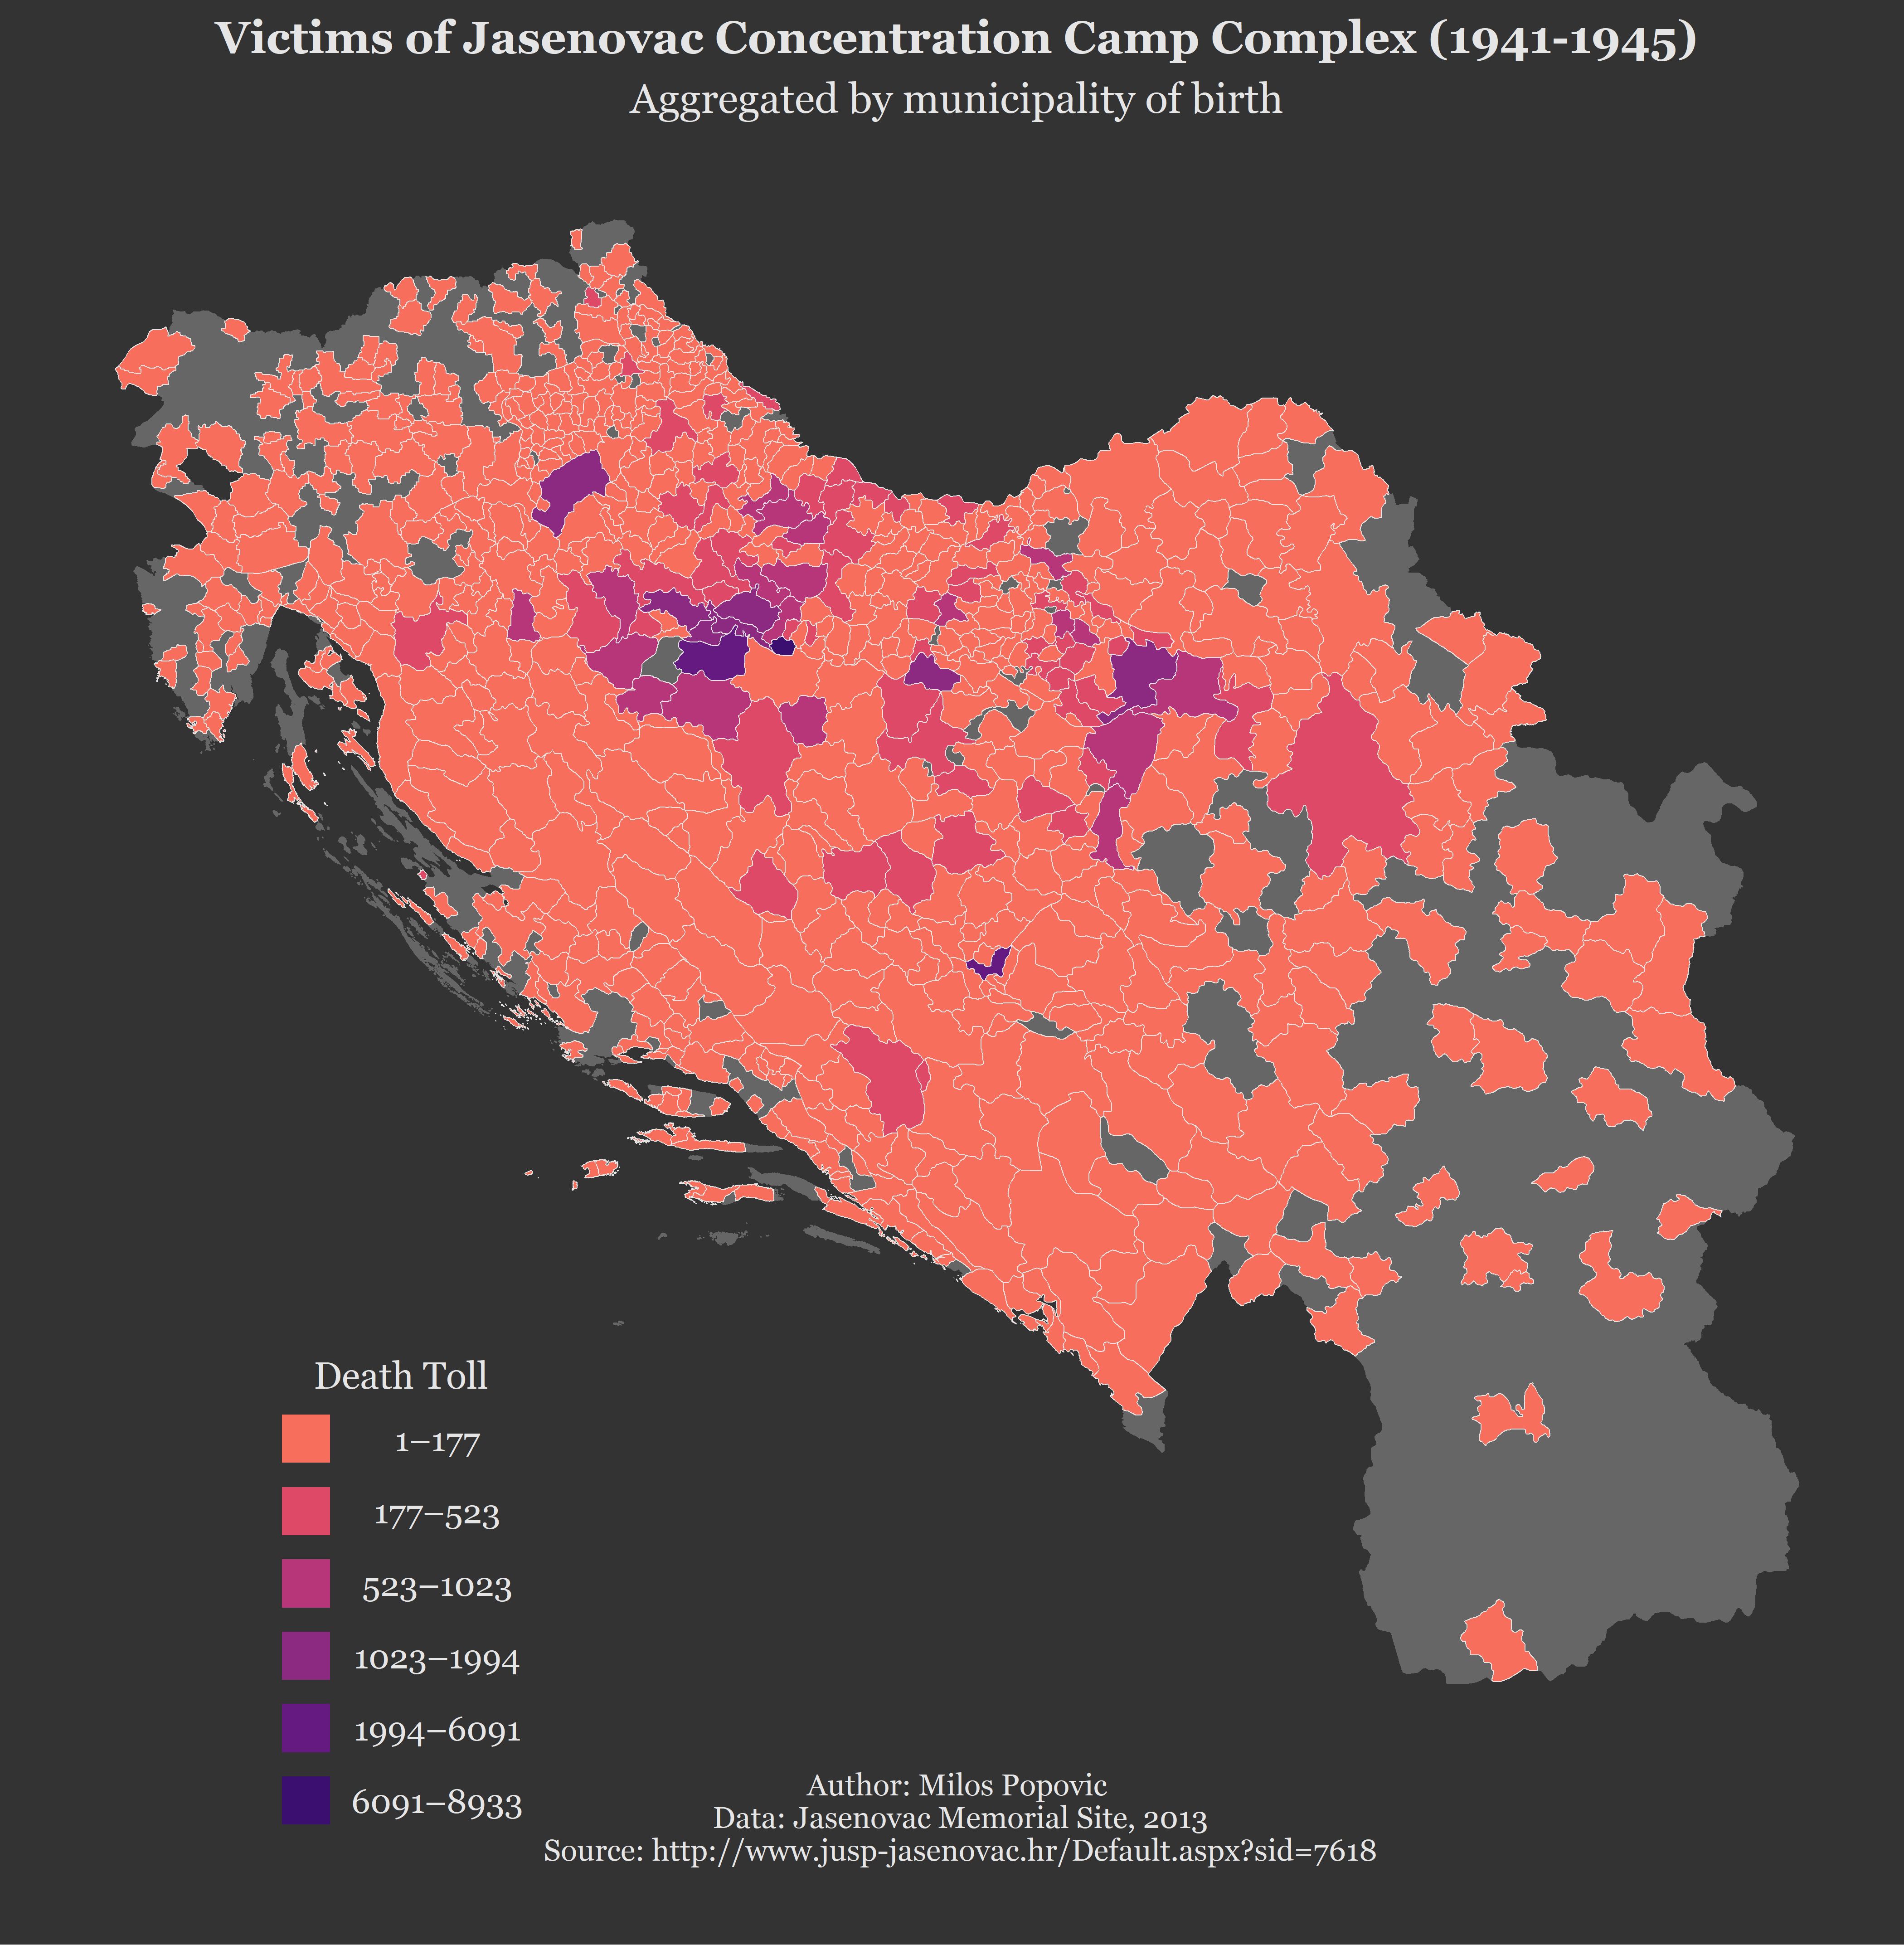 Victims of Jasenovac Concentration Camp Complex (1941-1945)
Aggregated by municipality of birth
Death Toll
1–177
177–523
523–1023
1023–1994
1994–6091
6091–8933
Author: Milos Popovic
Data: Jasenovac Memorial Site, 2013
Source: http://www.jusp-jasenovac.hr/Default.aspx?sid=7618